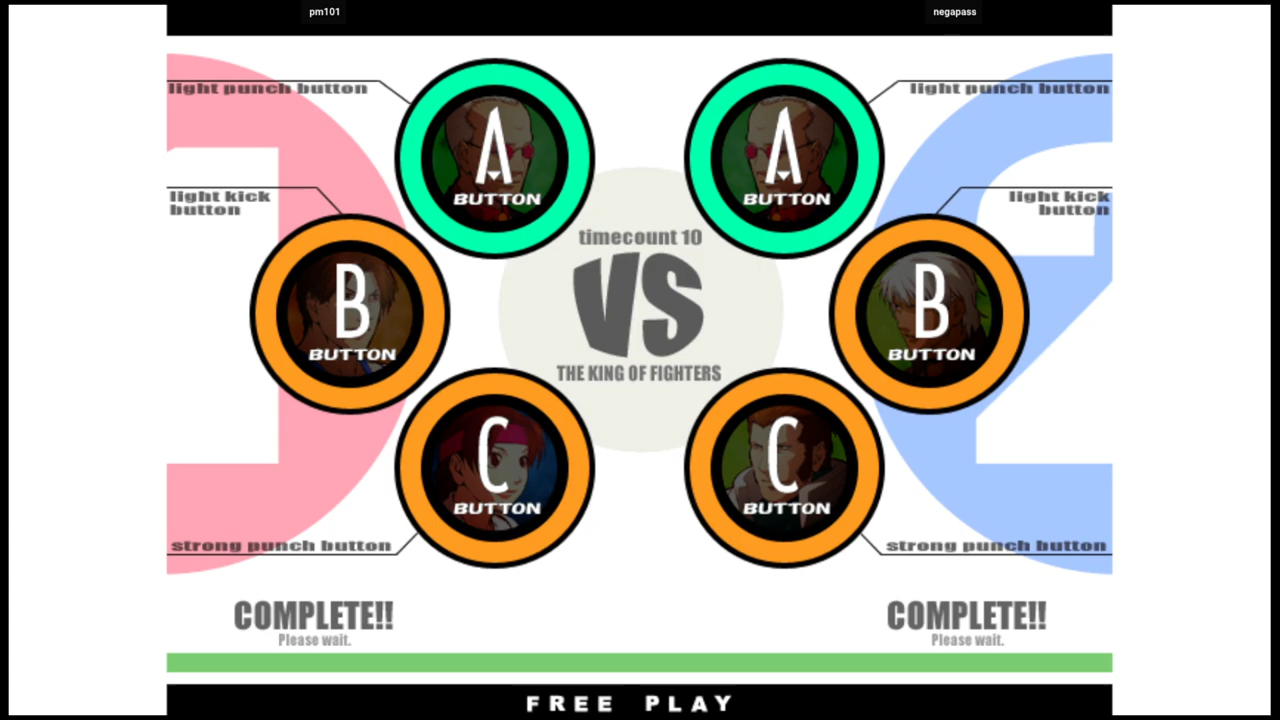 pm101
negapass
light punch button
light punch button
A
BUTTON
A
BUTTON
light kick
button
light kick
button
timecount 10
VS
THE KING OF FIGHTERS
B
BUTTON
B
BUTTON
C
BUTTON
C
BUTTON
strong punch button
strong punch button
COMPLETE!!
Please wait.
COMPLETE!!
Please wait.
FREE PLAY
1
2